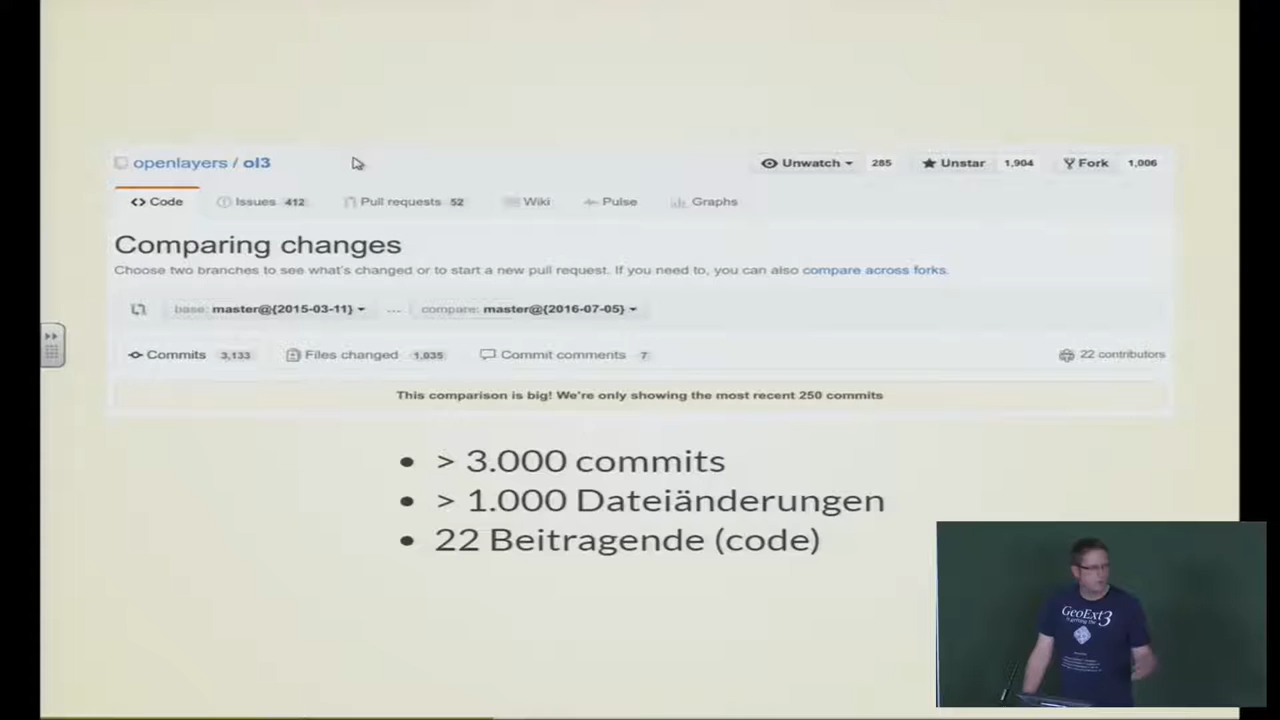 openlayers / ol3
Unwatch 285 Unstar 1,904 Fork 1,006
Code Issues 412 Pull requests 52 Wiki Pulse Graphs
Comparing changes
Choose two branches to see what's changed or to start a new pull request. If you need to, you can also compare across forks.
base: master@{2015-03-11} ... compare: master@{2016-07-05}
Commits 3,133 Files changed 1,035 Commit comments 7 22 contributors
This comparison is big! We're only showing the most recent 250 commits
• > 3.000 commits
• > 1.000 Dateiänderungen
• 22 Beitragende (code)
GeoExt3